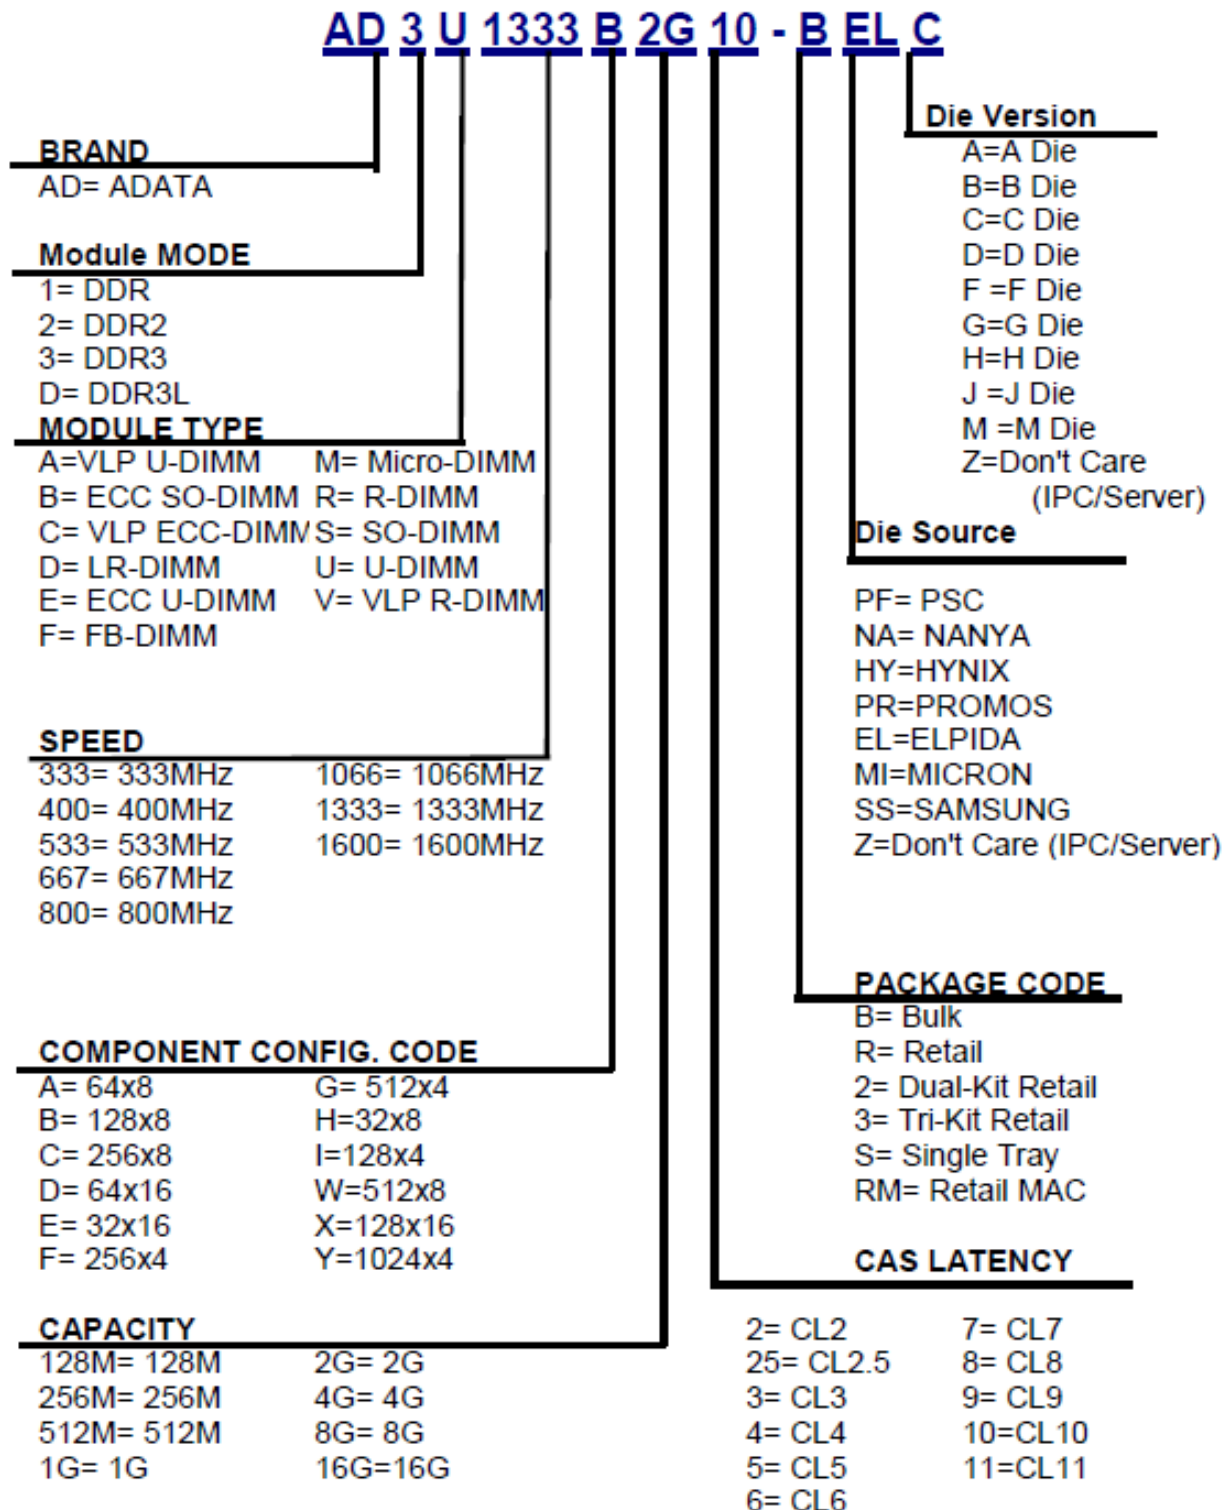 AD 3 U 1333 B 2G 10 - B EL C
BRAND
AD= ADATA
Module MODE
1= DDR
2= DDR2
3= DDR3
D= DDR3L
MODULE TYPE
A=VLP U-DIMM M= Micro-DIMM
B= ECC SO-DIMM R= R-DIMM
C= VLP ECC-DIMM S= SO-DIMM
D= LR-DIMM U= U-DIMM
E= ECC U-DIMM V= VLP R-DIMM
F= FB-DIMM
SPEED
333= 333MHz 1066= 1066MHz
400= 400MHz 1333= 1333MHz
533= 533MHz 1600= 1600MHz
667= 667MHz
800= 800MHz
COMPONENT CONFIG. CODE
A= 64x8 G= 512x4
B= 128x8 H=32x8
C= 256x8 I=128x4
D= 64x16 W=512x8
E= 32x16 X=128x16
F= 256x4 Y=1024x4
CAPACITY
128M= 128M 2G= 2G
256M= 256M 4G= 4G
512M= 512M 8G= 8G
1G= 1G 16G=16G
Die Version
A=A Die
B=B Die
C=C Die
D=D Die
F =F Die
G=G Die
H=H Die
J =J Die
M =M Die
Z=Don't Care
(IPC/Server)
Die Source
PF= PSC
NA= NANYA
HY=HYNIX
PR=PROMOS
EL=ELPIDA
MI=MICRON
SS=SAMSUNG
Z=Don't Care (IPC/Server)
PACKAGE CODE
B= Bulk
R= Retail
2= Dual-Kit Retail
3= Tri-Kit Retail
S= Single Tray
RM= Retail MAC
CAS LATENCY
2= CL2 7= CL7
25= CL2.5 8= CL8
3= CL3 9= CL9
4= CL4 10=CL10
5= CL5 11=CL11
6= CL6